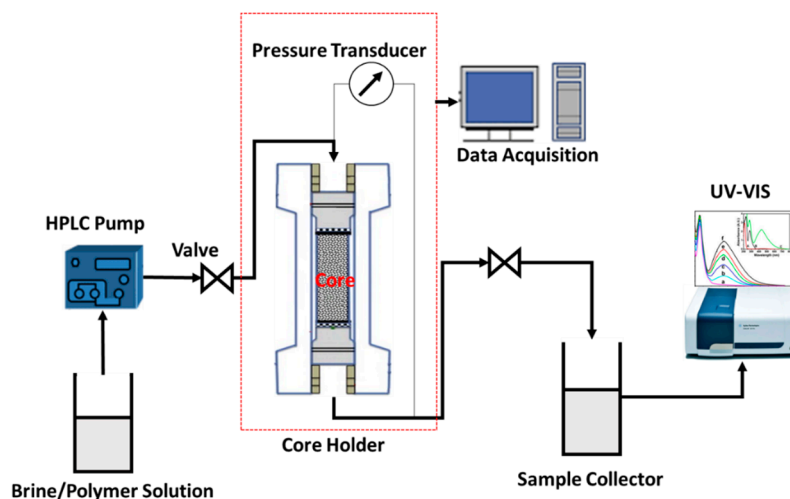 Pressure Transducer
Data Acquisition
UV-VIS
HPLC Pump
Valve
Core
Core Holder
Sample Collector
Brine/Polymer Solution